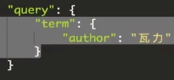 "query": {
"term": {
"author": "瓦力"
}
}